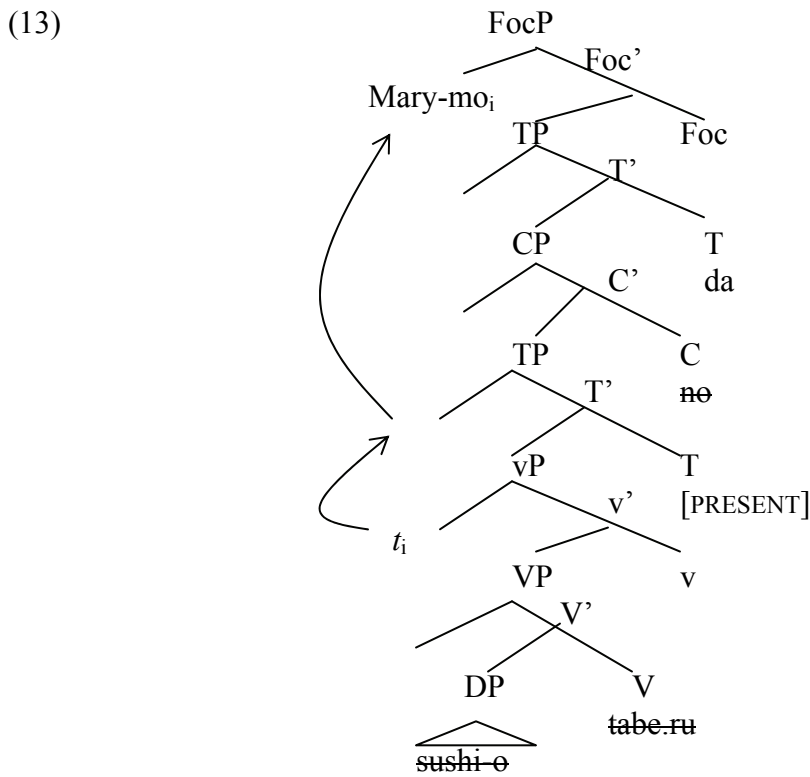 (13)
FocP
Foc’
Mary-moᵢ
TP Foc
T’
CP T
C’ da
TP C
T’ no
vP T
v’ [PRESENT]
tᵢ
VP v
V’
DP V
tabe.ru
sushi-o